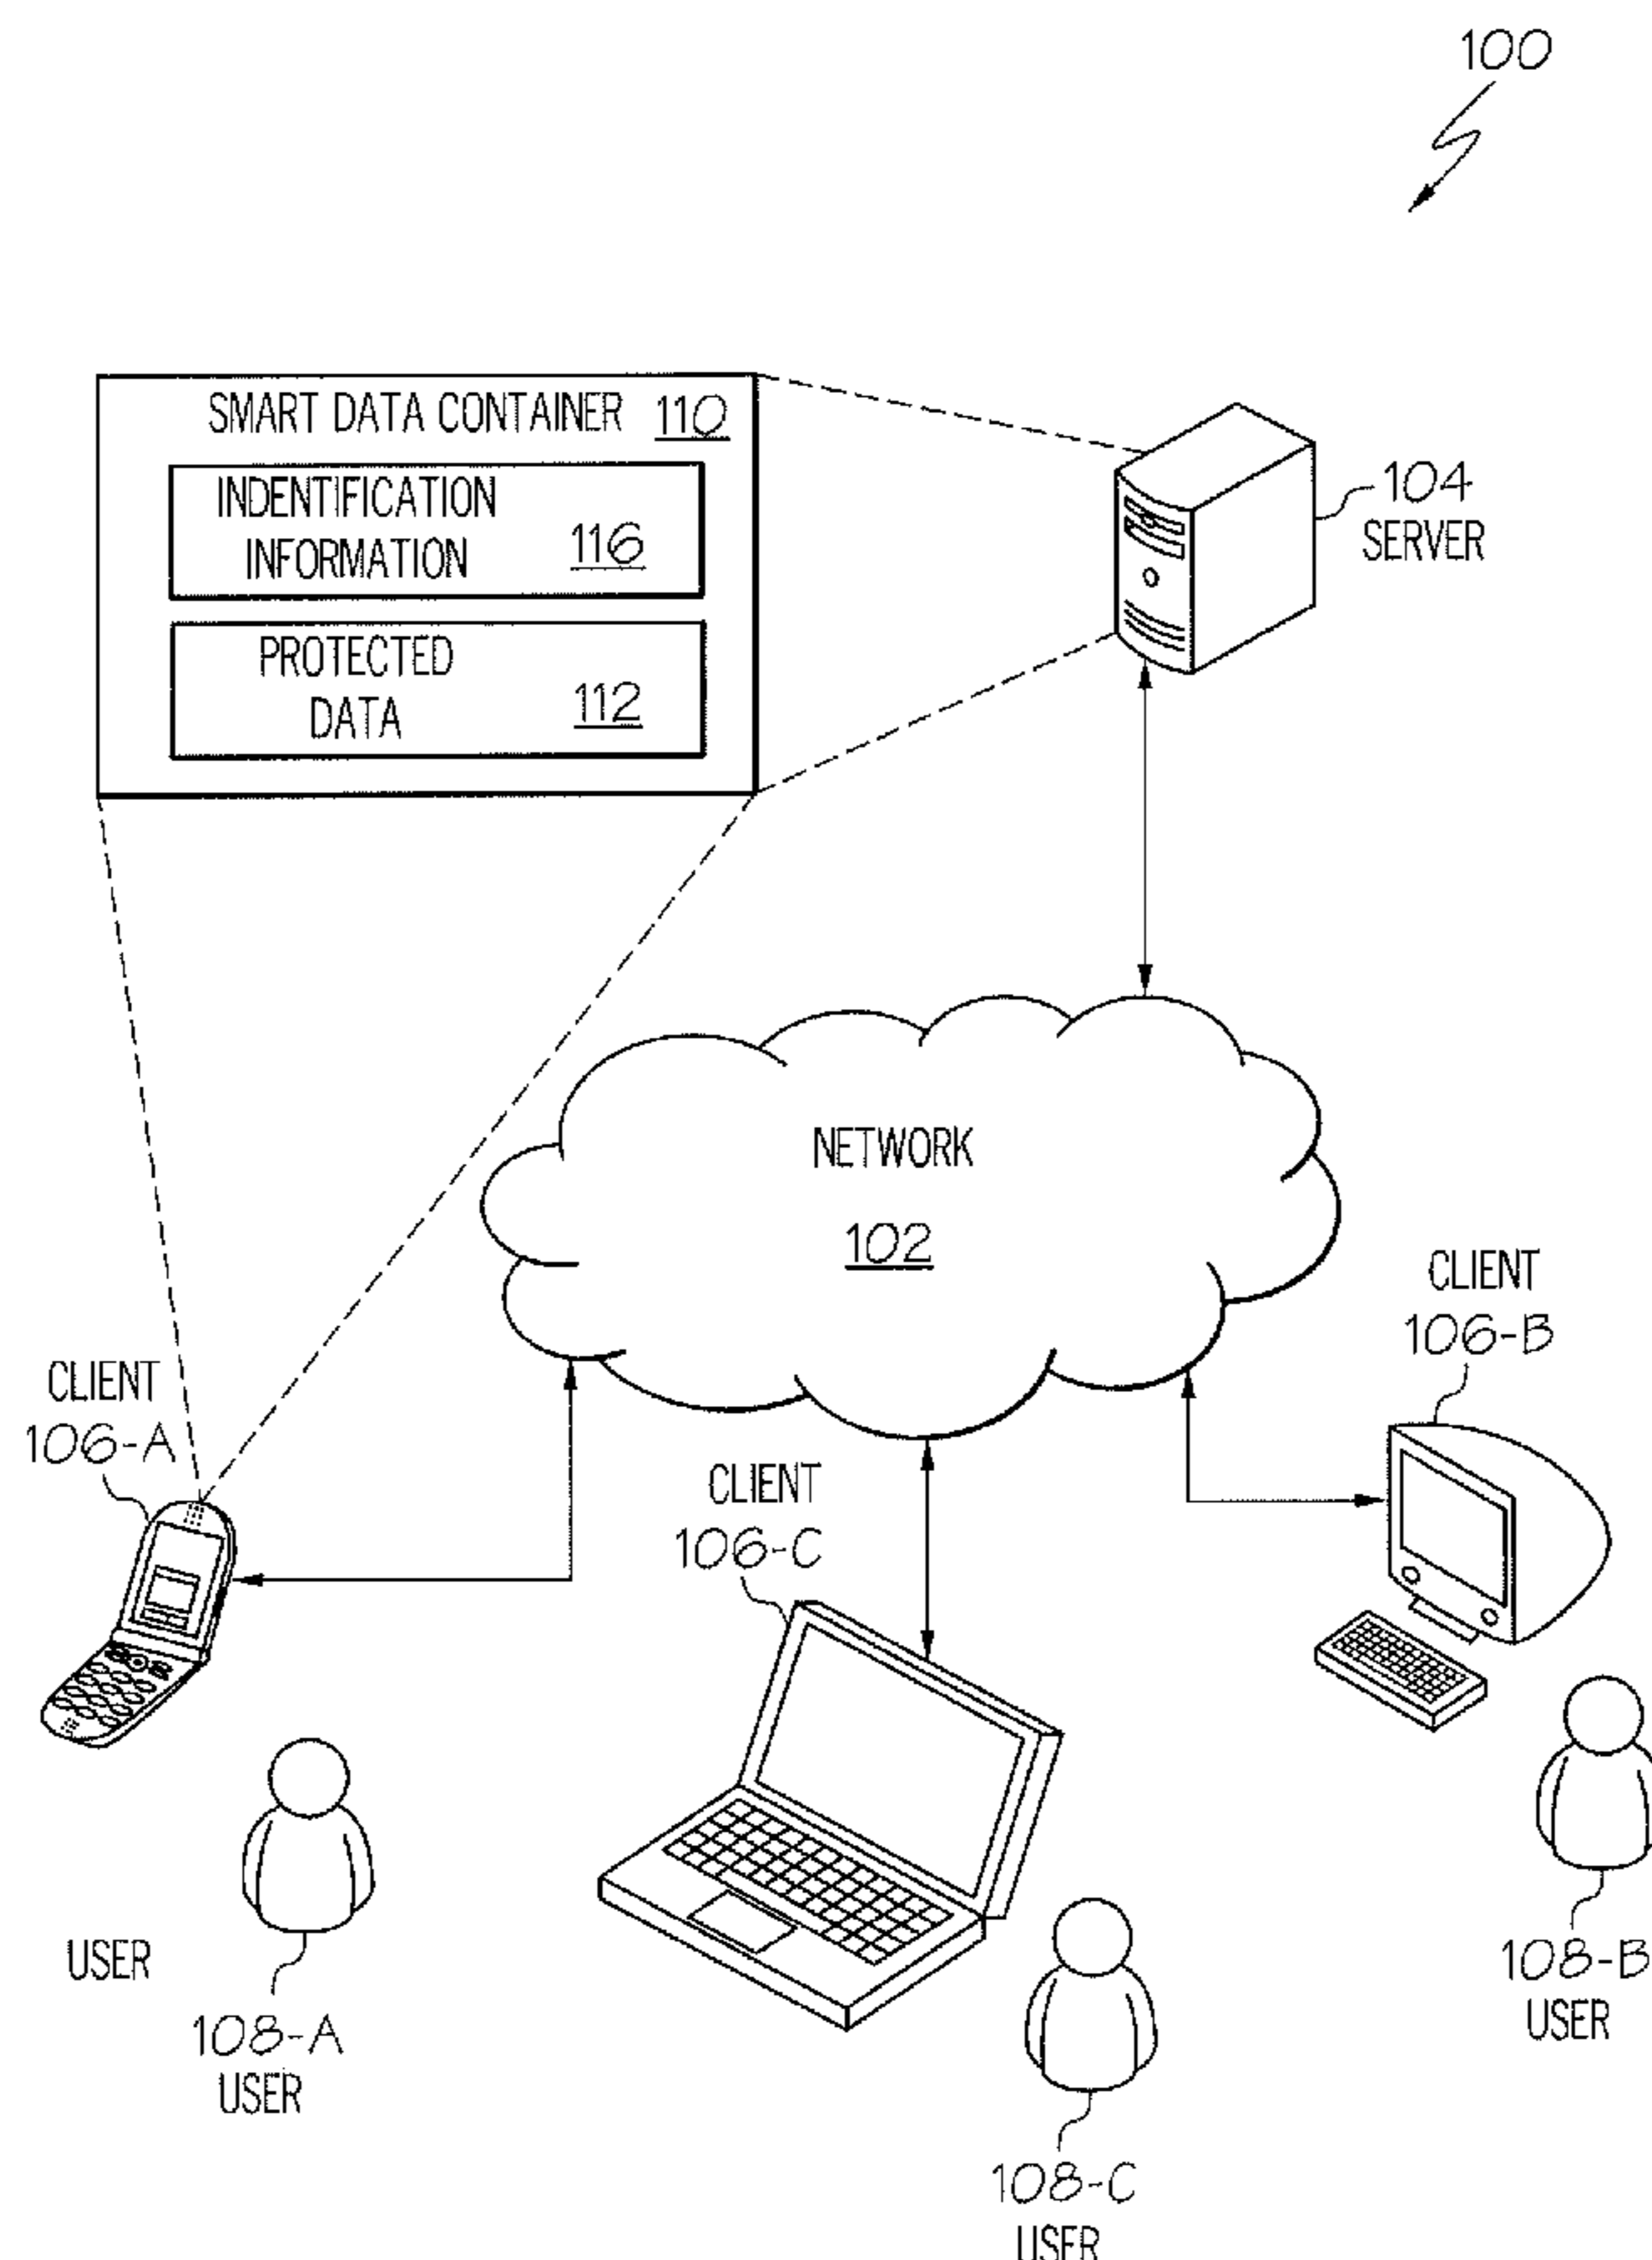 100
SMART DATA CONTAINER 110
INDENTIFICATION
INFORMATION 116
PROTECTED
DATA 112
104
SERVER
NETWORK
102
CLIENT
106-B
CLIENT
106-A
CLIENT
106-C
USER
108-A
USER
108-B
USER
108-C
USER